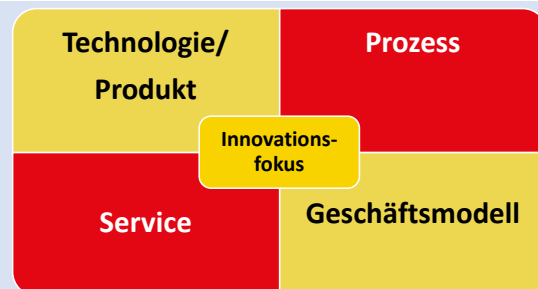 Technologie/
Produkt
Prozess
Innovations-
fokus
Service
Geschäftsmodell